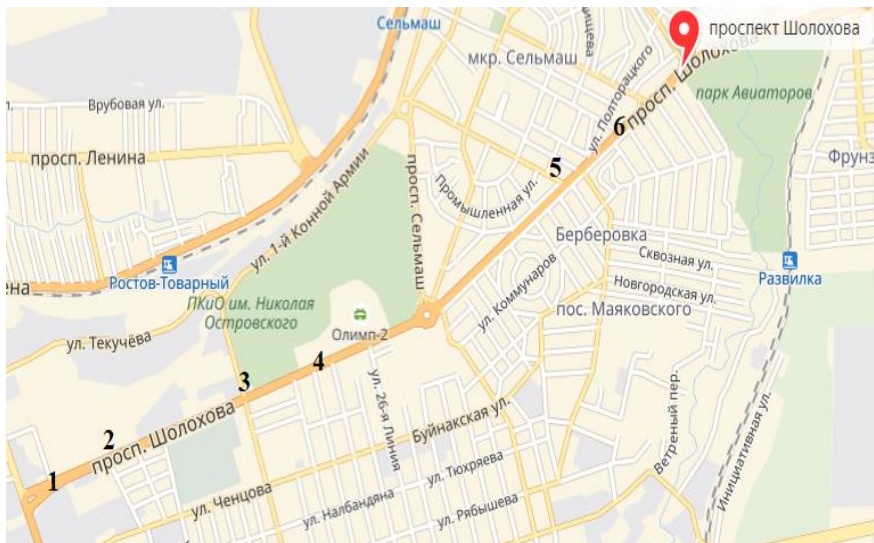 проспект Шолохова
Сельмаш
мкр. Сельмаш
ул. Полторацкого
просп. Шолохова
парк Авиаторов
Врубовая ул.
просп. Ленина
ул. 1-й Конной Армии
просп. Сельмаш
Промышленная ул.
5
6
Берберовка
Сквозная ул.
Развилка
Ростов-Товарный
ПКиО им. Николая
Островского
ул. Коммунаров
Новгородская ул.
пос. Маяковского
Олимп-2
ул. Текучёва
4
3
ул. 26-я Линия
Буйнакская ул.
Ветреный пер.
Инициативная ул.
2
просп. Шолохова
1
ул. Ченцова
ул. Налбандяна
ул. Тюхряева
ул. Рябышева